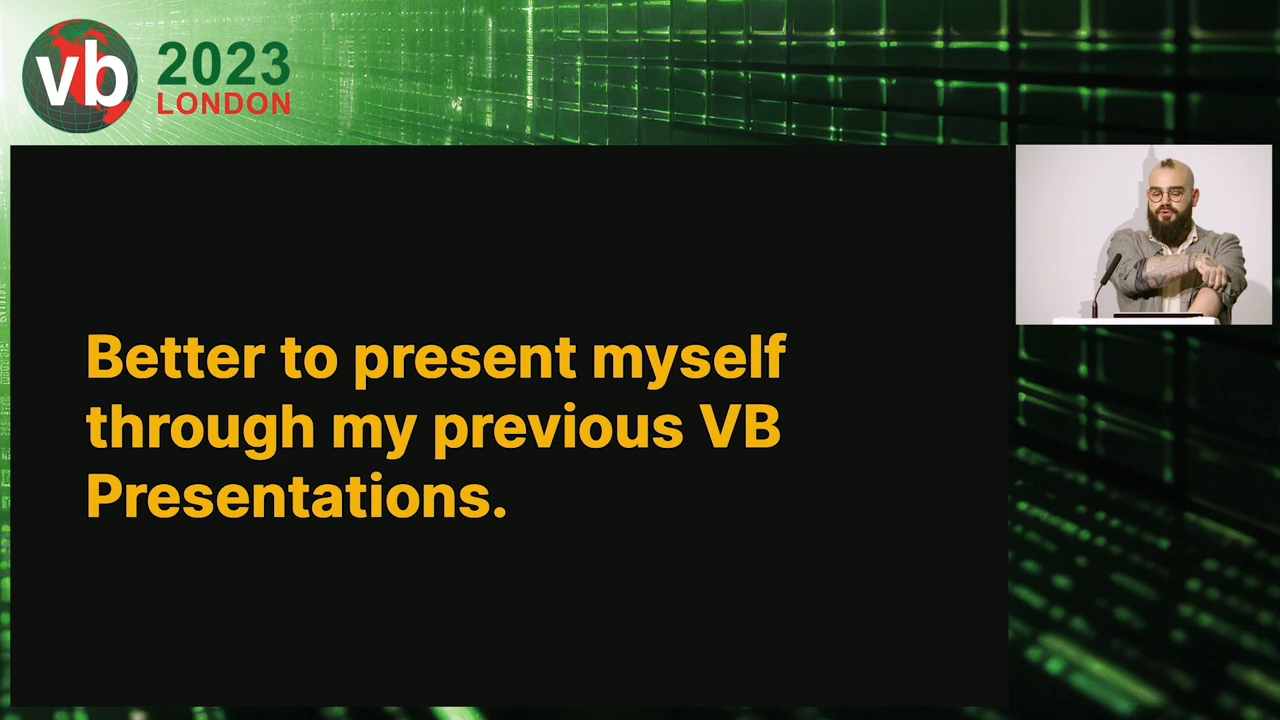 vb 2023
LONDON
Better to present myself
through my previous VB
Presentations.